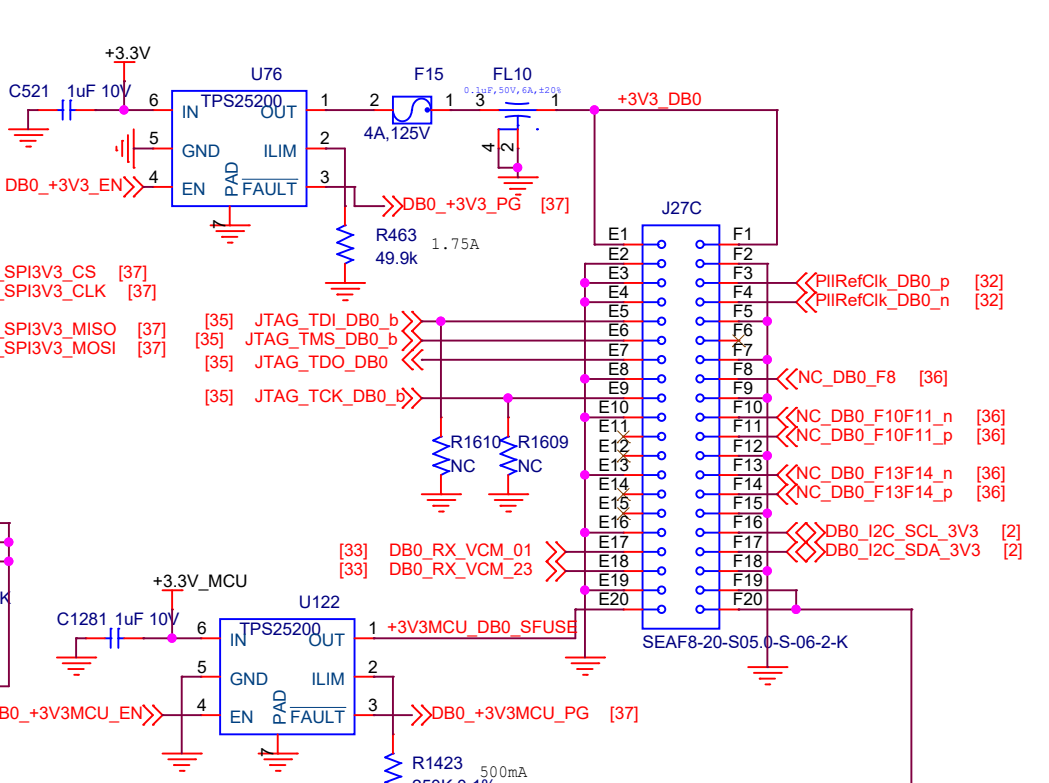 +3.3V
C521 1uF 10V
U76
TPS25200
6 IN OUT 1
5 GND ILIM 2
4 EN PAD FAULT 3
7
DB0_+3V3_EN
F15
2 1
4A,125V
FL10
0.1uF,50V,6A,±20%
3 1
4 2
+3V3_DB0
DB0_+3V3_PG [37]
R463
49.9k
1.75A
_SPI3V3_CS [37]
_SPI3V3_CLK [37]
_SPI3V3_MISO [37]
_SPI3V3_MOSI [37]
[35] JTAG_TDI_DB0_b
[35] JTAG_TMS_DB0_b
[35] JTAG_TDO_DB0
[35] JTAG_TCK_DB0_b
R1610
NC
R1609
NC
[33] DB0_RX_VCM_01
[33] DB0_RX_VCM_23
J27C
E1 F1
E2 F2
E3 F3
E4 F4
E5 F5
E6 F6
E7 F7
E8 F8
E9 F9
E10 F10
E11 F11
E12 F12
E13 F13
E14 F14
E15 F15
E16 F16
E17 F17
E18 F18
E19 F19
E20 F20
SEAF8-20-S05.0-S-06-2-K
PllRefClk_DB0_p [32]
PllRefClk_DB0_n [32]
NC_DB0_F8 [36]
NC_DB0_F10F11_n [36]
NC_DB0_F10F11_p [36]
NC_DB0_F13F14_n [36]
NC_DB0_F13F14_p [36]
DB0_I2C_SCL_3V3 [2]
DB0_I2C_SDA_3V3 [2]
K
+3.3V_MCU
C1281 1uF 10V
U122
TPS25200
6 IN OUT 1
5 GND ILIM 2
4 EN PAD FAULT 3
7
+3V3MCU_DB0_SFUSE
B0_+3V3MCU_EN
DB0_+3V3MCU_PG [37]
R1423
500mA